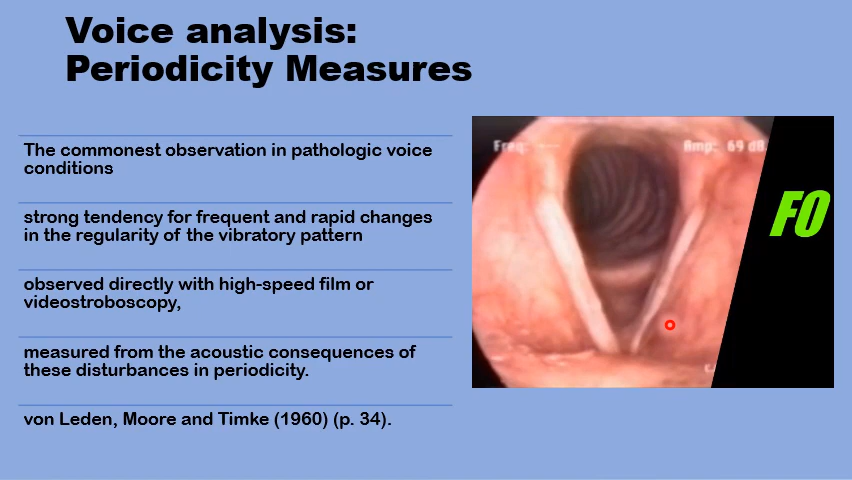 Voice analysis:
Periodicity Measures
The commonest observation in pathologic voice
conditions
strong tendency for frequent and rapid changes
in the regularity of the vibratory pattern
observed directly with high-speed film or
videostroboscopy,
measured from the acoustic consequences of
these disturbances in periodicity.
von Leden, Moore and Timke (1960) (p. 34).
Freq: ---
Amp: 69 dB
F0